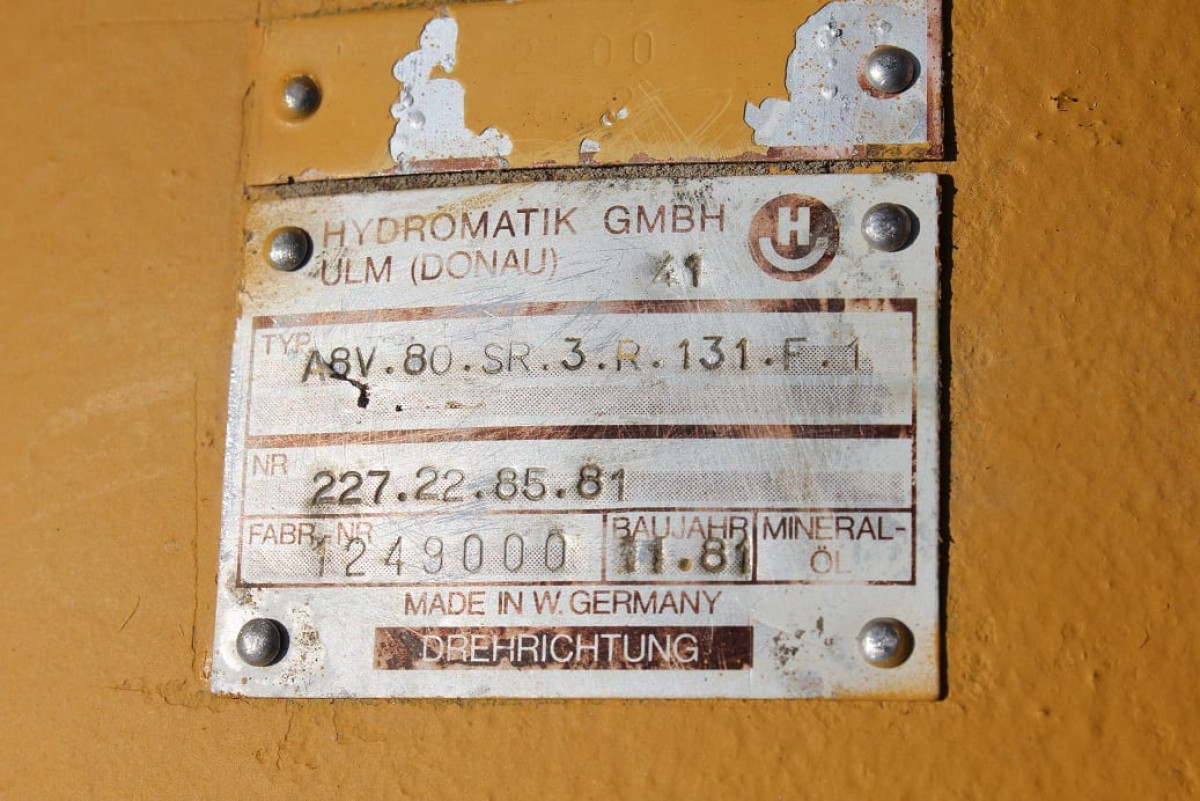 00
HYDROMATIK GMBH H
ULM (DONAU) 41
TYP A8V.80.SR.3.R.131.F.1
NR 227.22.85.81
FABR.-NR BAUJAHR MINERAL-
1249000 11.81 ÖL
MADE IN W. GERMANY
DREHRICHTUNG